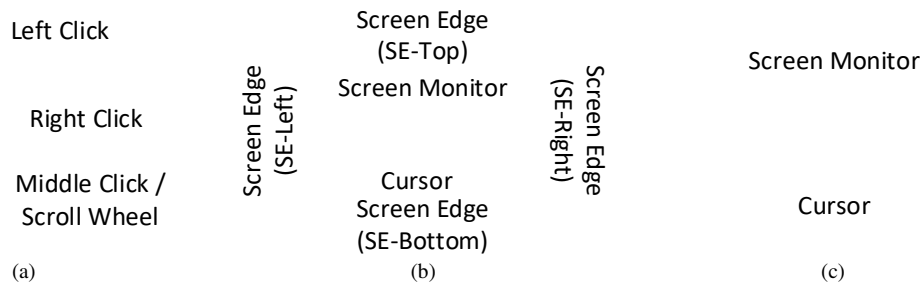 Left Click
Right Click
Middle Click /
Scroll Wheel
(a)
Screen Edge
(SE-Left)
Screen Edge
(SE-Top)
Screen Monitor
Cursor
Screen Edge
(SE-Bottom)
Screen Edge
(SE-Right)
(b)
Screen Monitor
Cursor
(c)